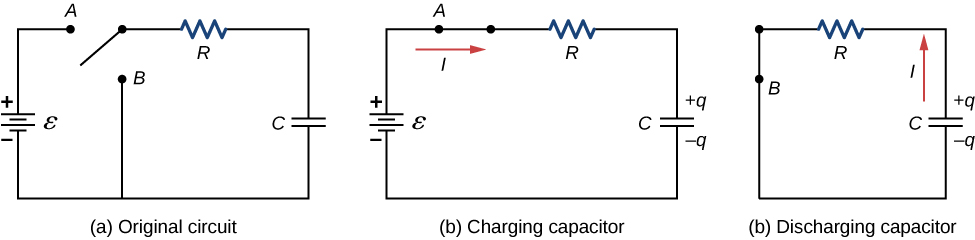 A
R
B
+
ε
–
C
(a) Original circuit
A
I
R
+
ε
–
C
+q
–q
(b) Charging capacitor
R
B
I
C
+q
–q
(b) Discharging capacitor